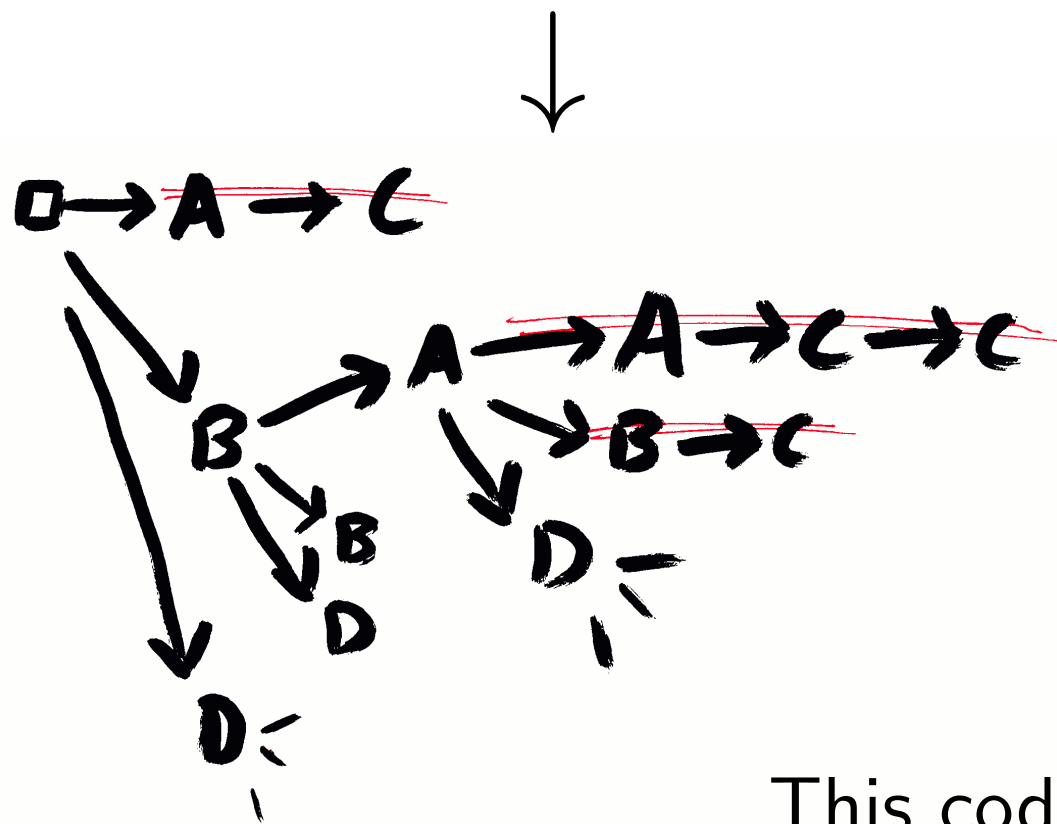 □ → A → C
A → A → C → C
B B → C
B D
D
D
This cod